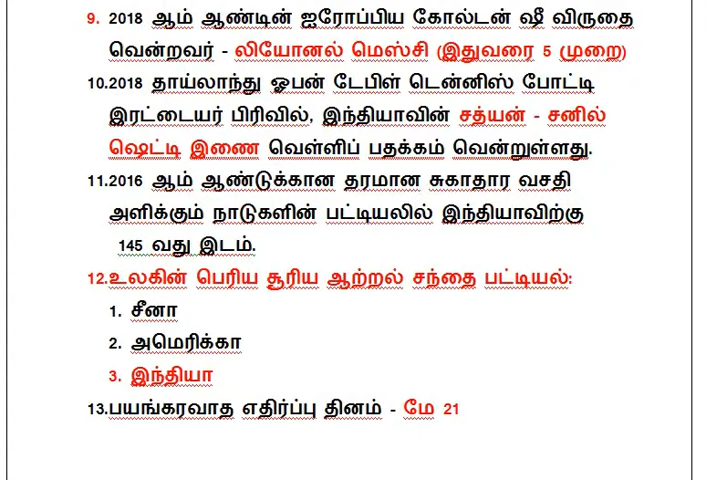 9. 2018 ஆம் ஆண்டின் ஐரோப்பிய கோல்டன் ஷீ விருதை
வென்றவர் - லியோனல் மெஸ்சி (இதுவரை 5 முறை)
10.2018 தாய்லாந்து ஓபன் டேபிள் டென்னிஸ் போட்டி
இரட்டையர் பிரிவில், இந்தியாவின் சத்யன் - சனில்
ஷெட்டி இணை வெள்ளிப் பதக்கம் வென்றுள்ளது.
11.2016 ஆம் ஆண்டுக்கான தரமான சுகாதார வசதி
அளிக்கும் நாடுகளின் பட்டியலில் இந்தியாவிற்கு
145 வது இடம்.
12.உலகின் பெரிய சூரிய ஆற்றல் சந்தை பட்டியல்:
1. சீனா
2. அமெரிக்கா
3. இந்தியா
13.பயங்கரவாத எதிர்ப்பு தினம் - மே 21